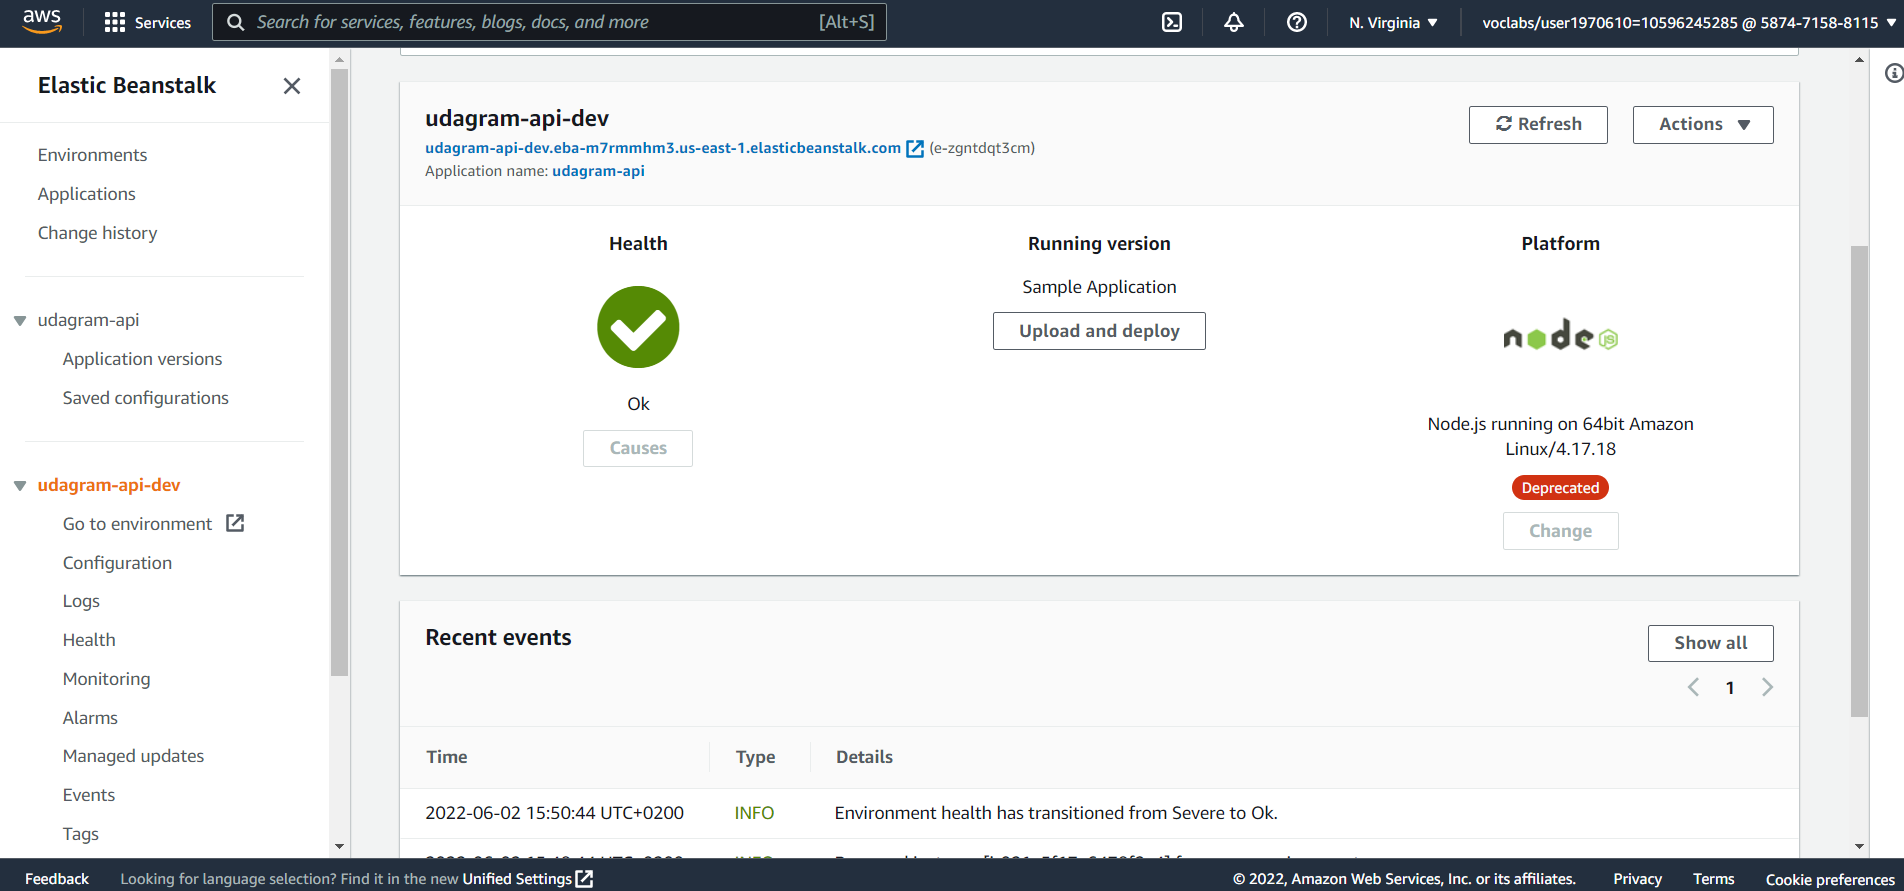 aws
Services
Search for services, features, blogs, docs, and more
[Alt+S]
N. Virginia
voclabs/user1970610=10596245285 @ 5874-7158-8115
Elastic Beanstalk
Environments
Applications
Change history
udagram-api
Application versions
Saved configurations
udagram-api-dev
Go to environment
Configuration
Logs
Health
Monitoring
Alarms
Managed updates
Events
Tags
udagram-api-dev
udagram-api-dev.eba-m7rmmhm3.us-east-1.elasticbeanstalk.com (e-zgntdqt3cm)
Application name: udagram-api
Refresh
Actions
Health
Ok
Causes
Running version
Sample Application
Upload and deploy
Platform
node JS
Node.js running on 64bit Amazon
Linux/4.17.18
Deprecated
Change
Recent events
Show all
1
Time Type Details
2022-06-02 15:50:44 UTC+0200 INFO Environment health has transitioned from Severe to Ok.
Feedback
Looking for language selection? Find it in the new Unified Settings
© 2022, Amazon Web Services, Inc. or its affiliates.
Privacy
Terms
Cookie preferences